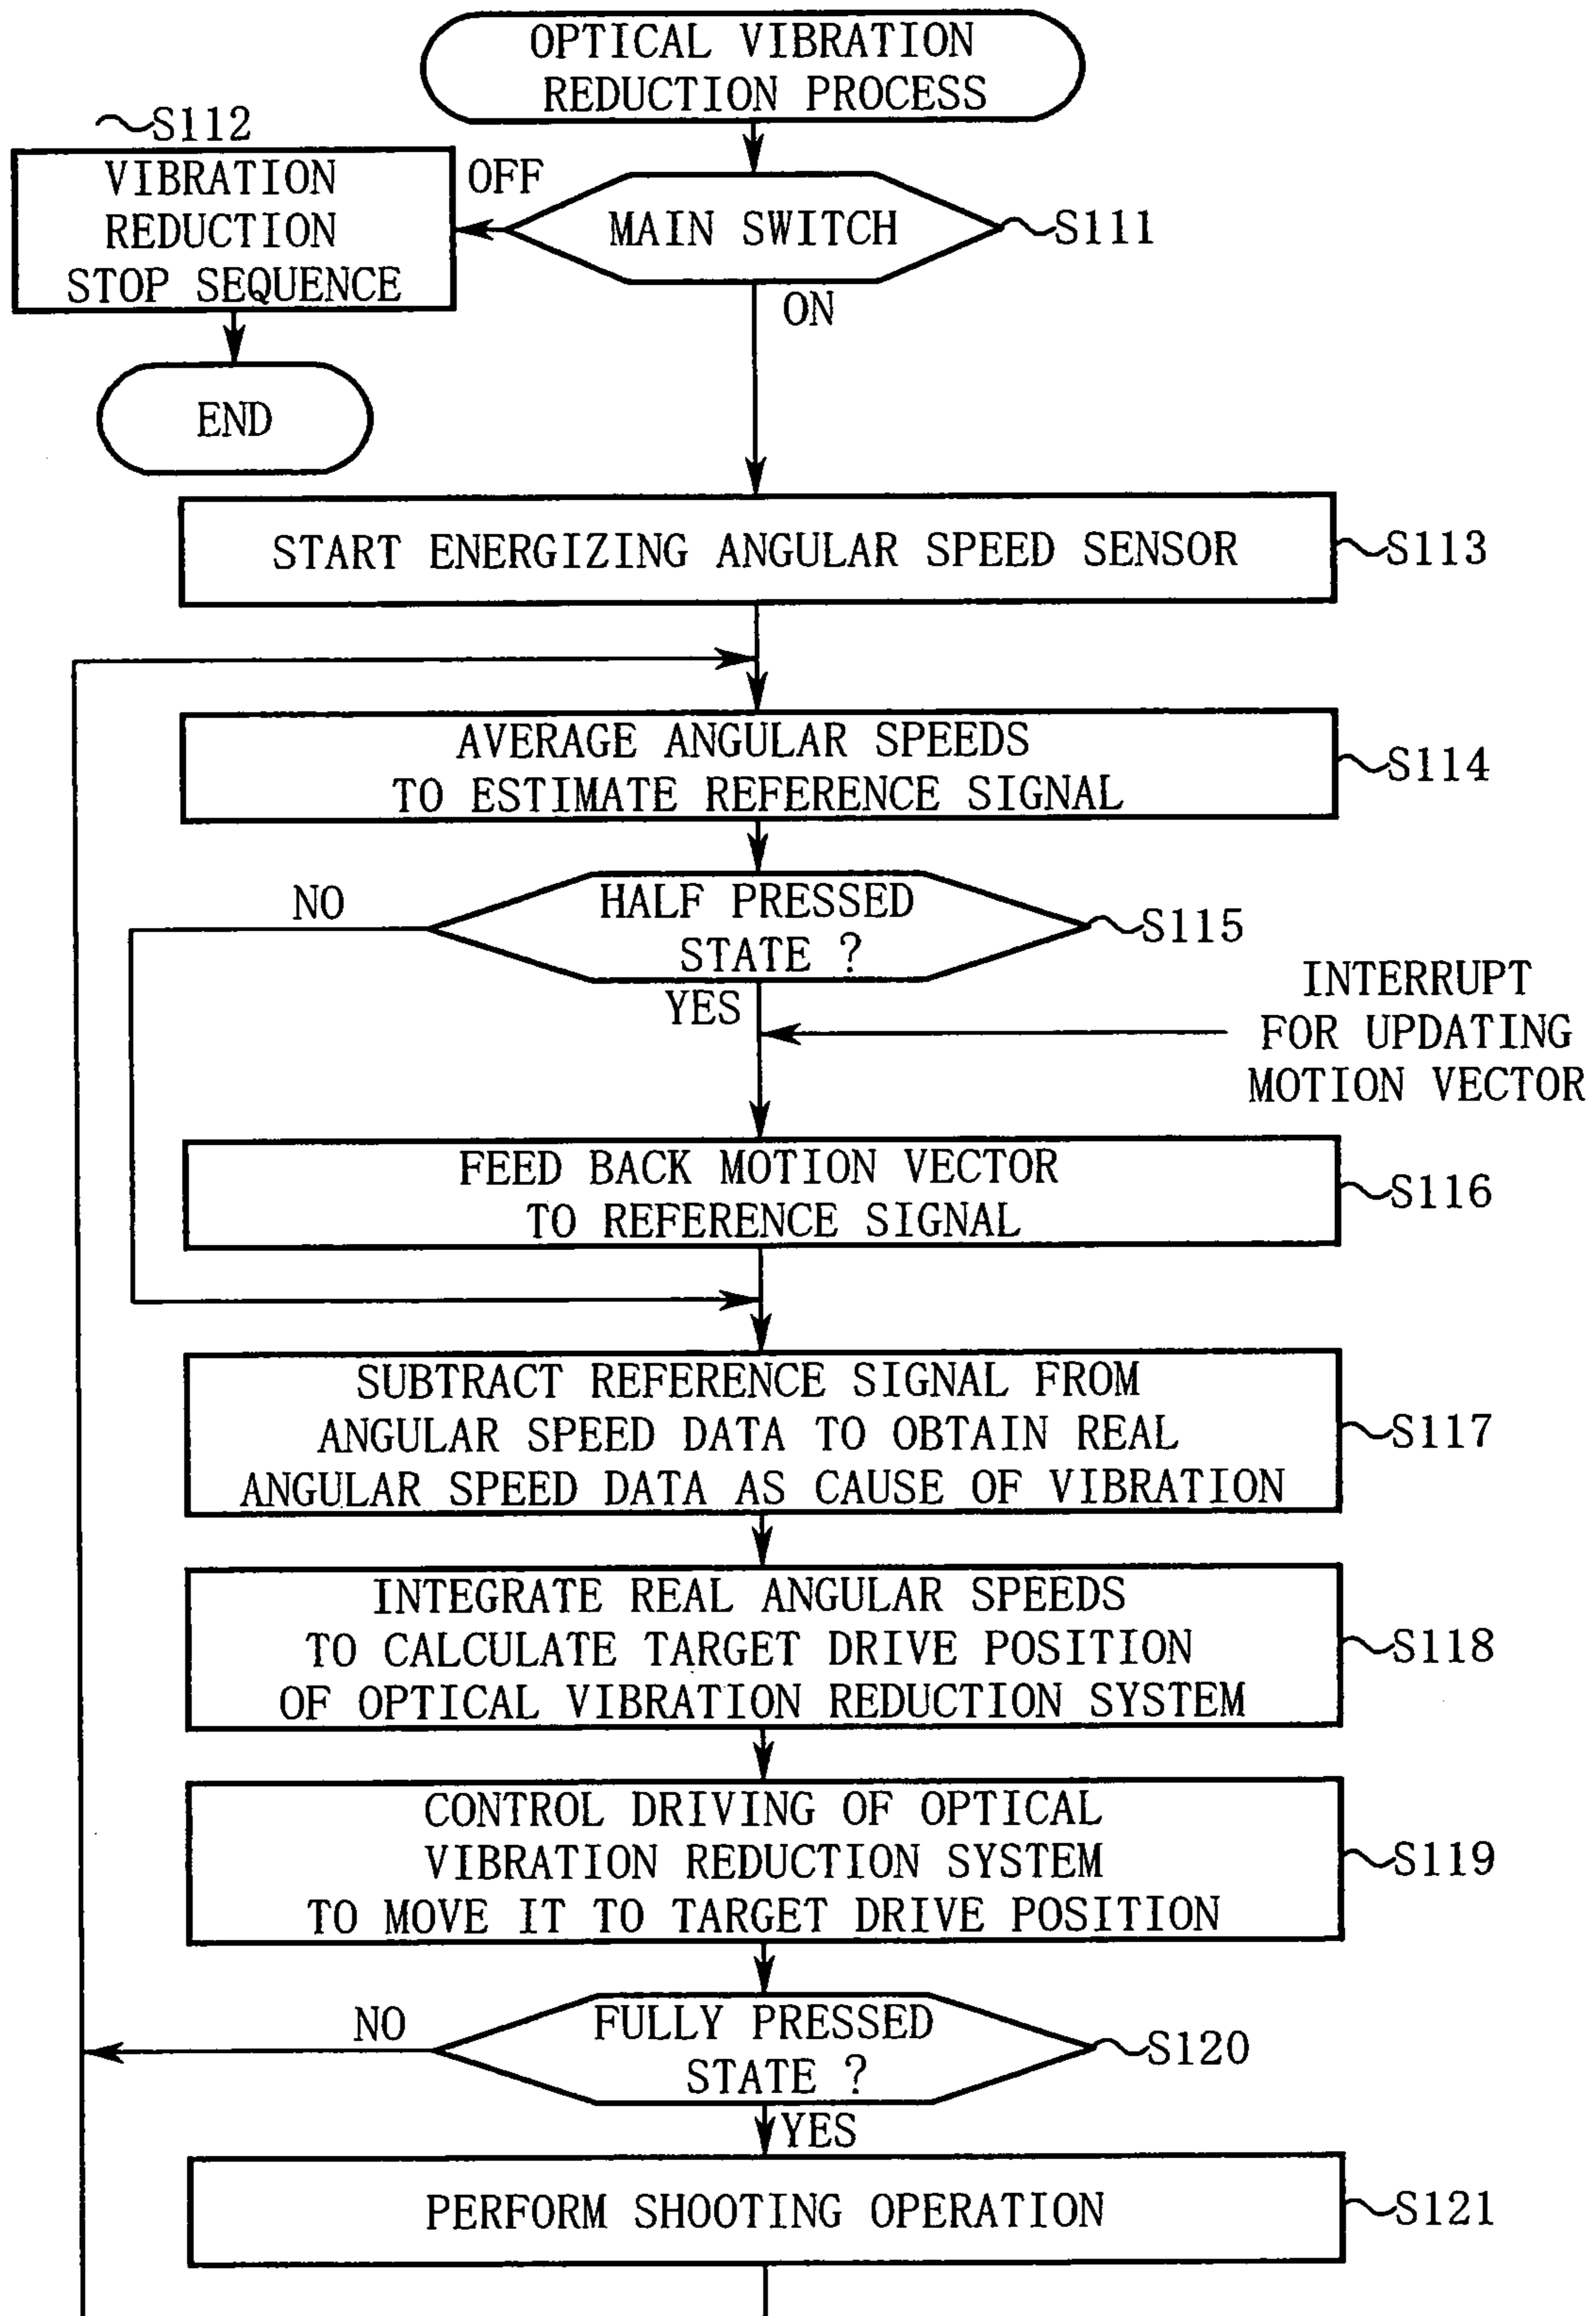 OPTICAL VIBRATION
REDUCTION PROCESS
S112
VIBRATION
REDUCTION
STOP SEQUENCE
OFF
MAIN SWITCH
S111
ON
END
START ENERGIZING ANGULAR SPEED SENSOR
S113
AVERAGE ANGULAR SPEEDS
TO ESTIMATE REFERENCE SIGNAL
S114
NO
HALF PRESSED
STATE ?
S115
YES
INTERRUPT
FOR UPDATING
MOTION VECTOR
FEED BACK MOTION VECTOR
TO REFERENCE SIGNAL
S116
SUBTRACT REFERENCE SIGNAL FROM
ANGULAR SPEED DATA TO OBTAIN REAL
ANGULAR SPEED DATA AS CAUSE OF VIBRATION
S117
INTEGRATE REAL ANGULAR SPEEDS
TO CALCULATE TARGET DRIVE POSITION
OF OPTICAL VIBRATION REDUCTION SYSTEM
S118
CONTROL DRIVING OF OPTICAL
VIBRATION REDUCTION SYSTEM
TO MOVE IT TO TARGET DRIVE POSITION
S119
NO
FULLY PRESSED
STATE ?
S120
YES
PERFORM SHOOTING OPERATION
S121